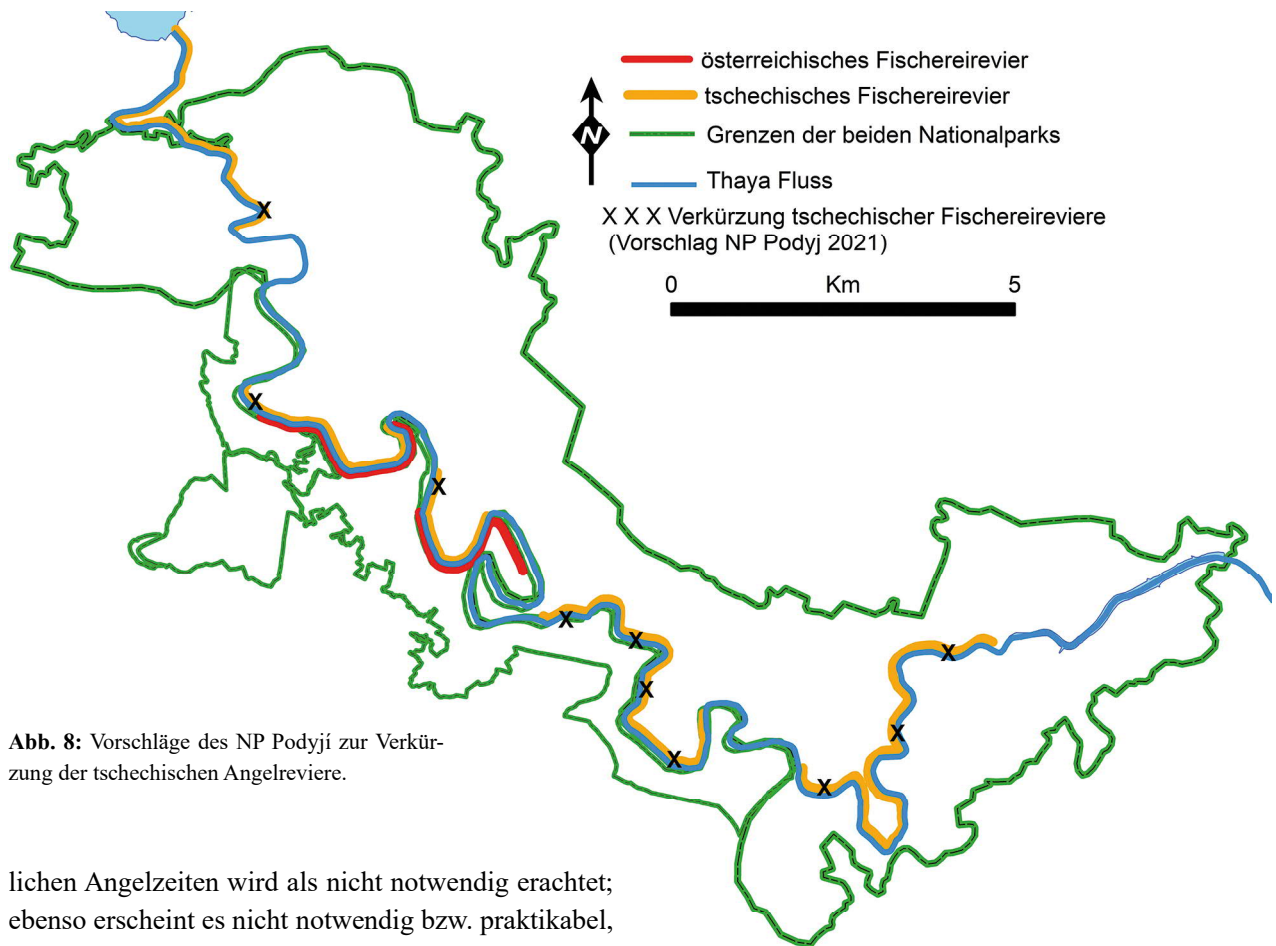 österreichisches Fischereirevier
tschechisches Fischereirevier
N
Grenzen der beiden Nationalparks
Thaya Fluss
X X X Verkürzung tschechischer Fischereireviere
(Vorschlag NP Podyj 2021)
0 Km 5
X
X
X
X
X
X
X
X
X
X
Abb. 8: Vorschläge des NP Podyjí zur Verkür-
zung der tschechischen Angelreviere.
lichen Angelzeiten wird als nicht notwendig erachtet;
ebenso erscheint es nicht notwendig bzw. praktikabel,